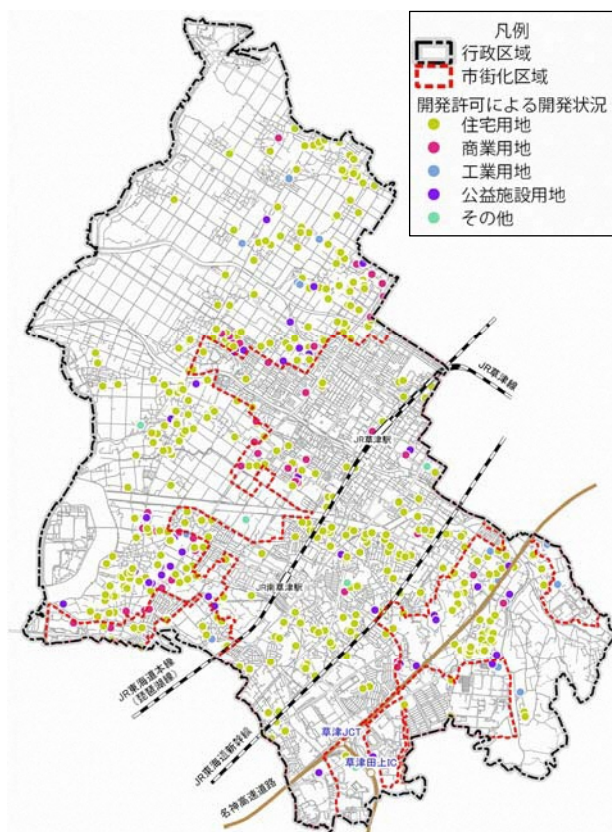 凡例
行政区域
市街化区域
開発許可による開発状況
住宅用地
商業用地
工業用地
公益施設用地
その他
JR草津線
JR草津駅
JR南草津駅
JR東海道本線
(琵琶湖線)
JR東海道新幹線
草津JCT
草津田上IC
名神高速道路